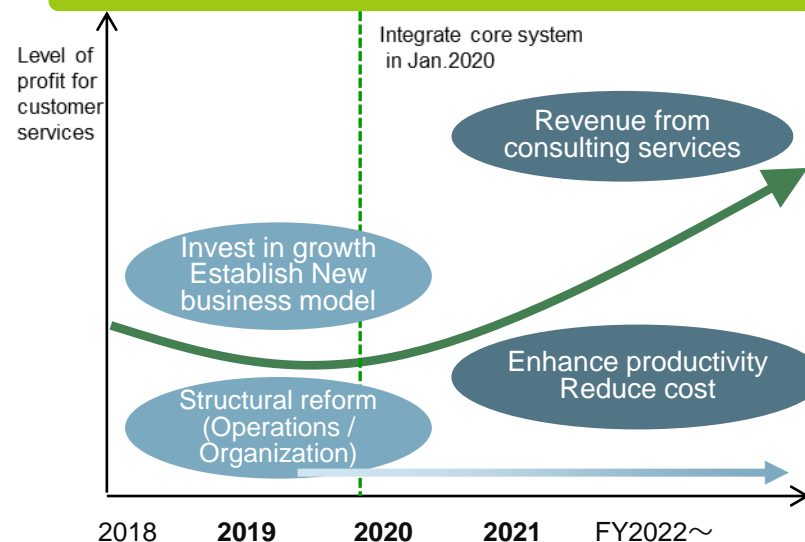 Level of
profit for
customer
services
Integrate core system
in Jan.2020
Revenue from
consulting services
Invest in growth
Establish New
business model
Enhance productivity
Reduce cost
Structural reform
(Operations /
Organization)
2018 2019 2020 2021 FY2022～